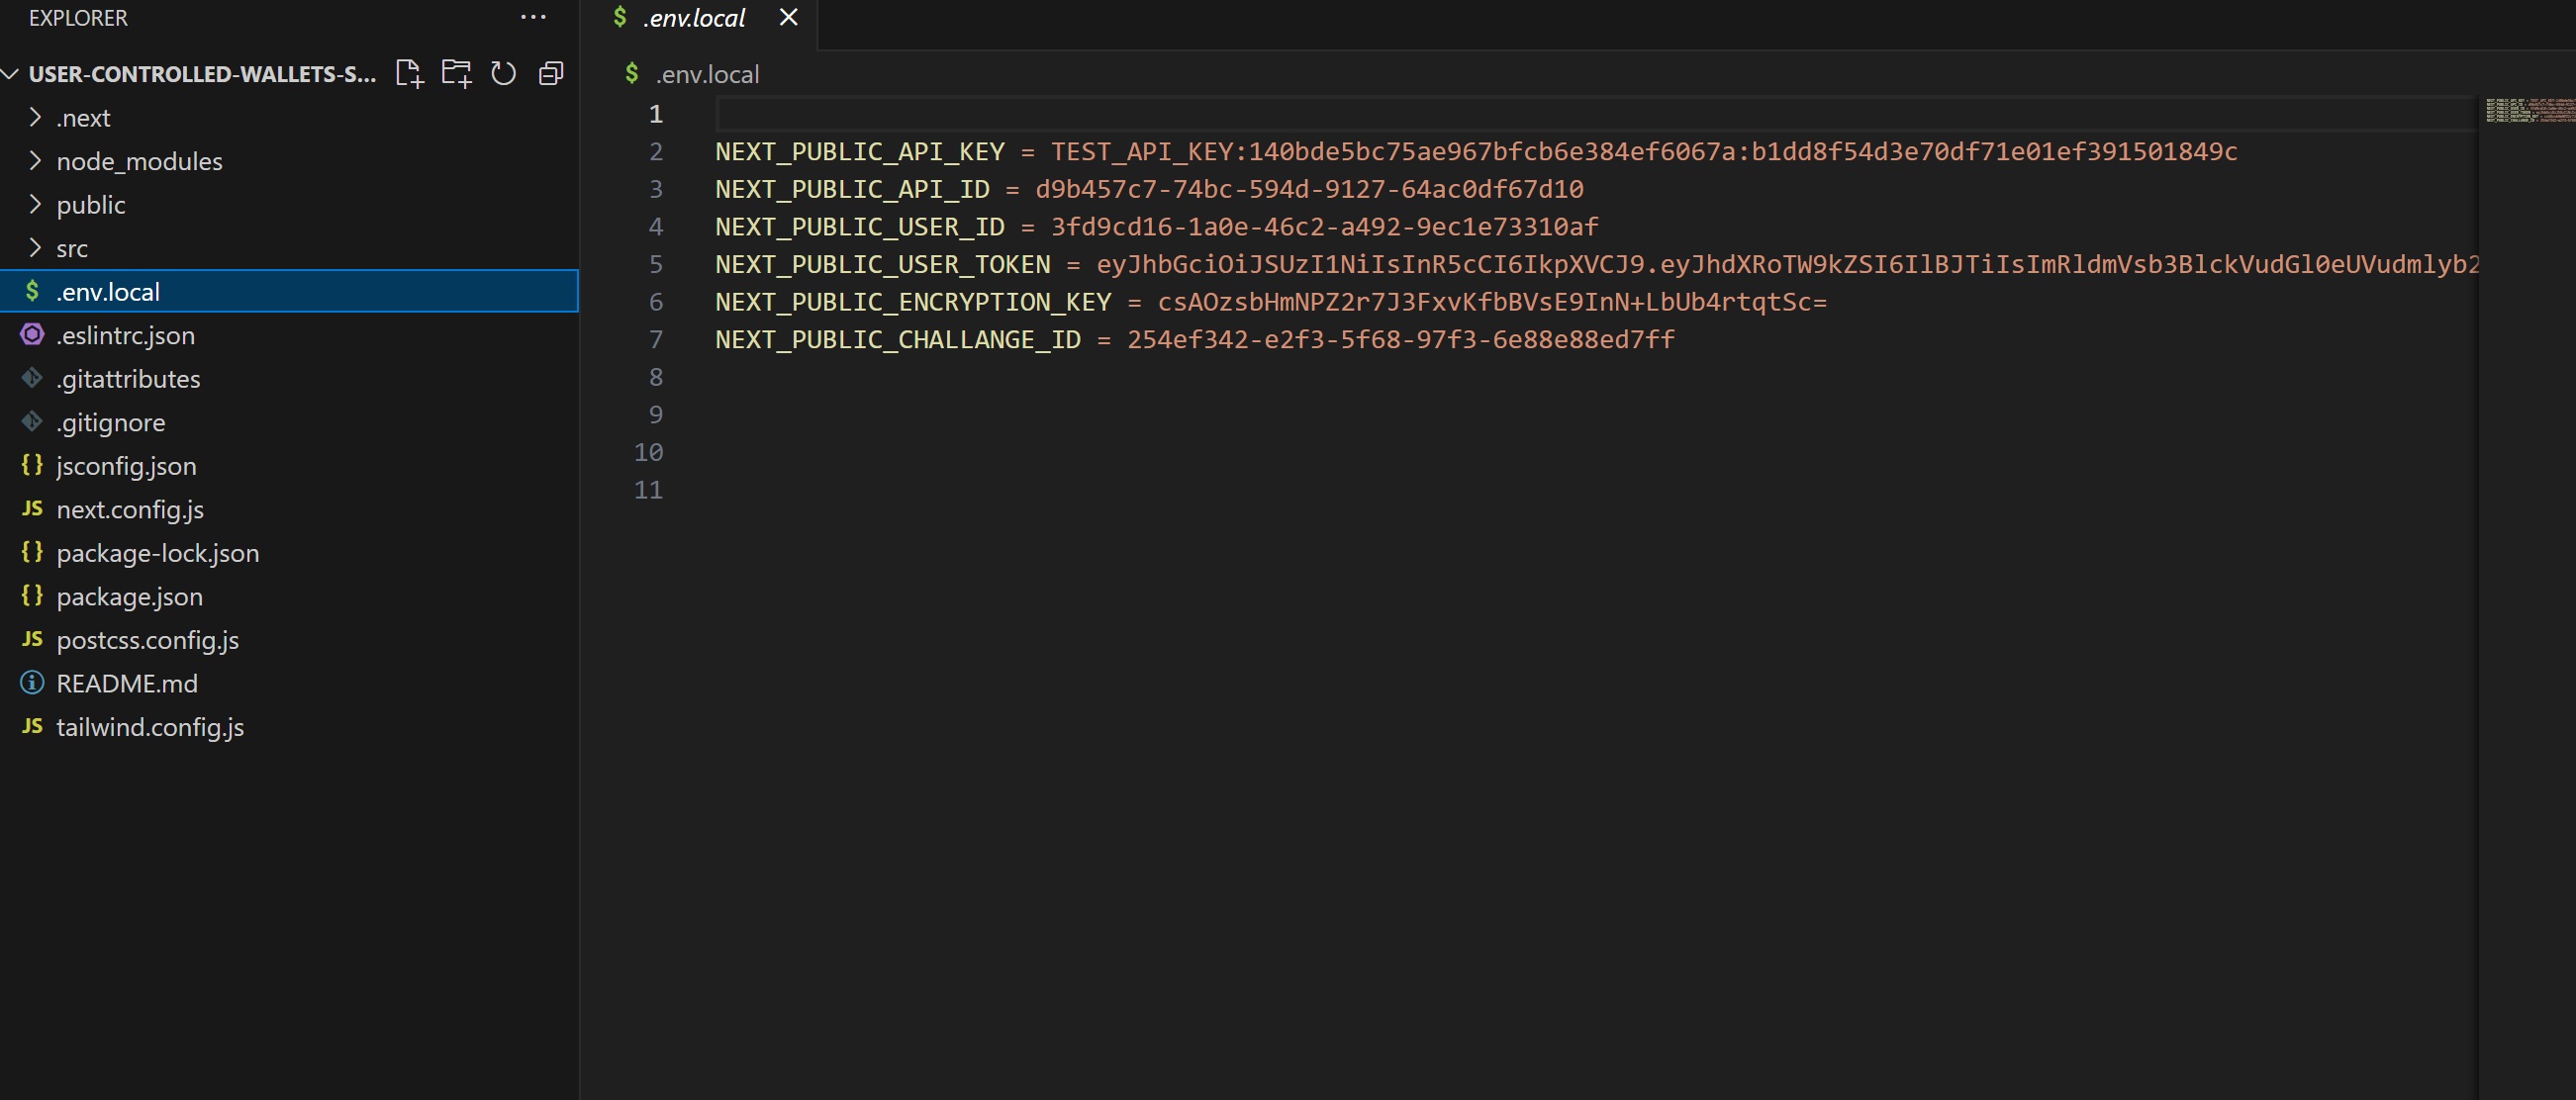 EXPLORER
USER-CONTROLLED-WALLETS-S...
.next
node_modules
public
src
.env.local
.eslintrc.json
.gitattributes
.gitignore
jsconfig.json
next.config.js
package-lock.json
package.json
postcss.config.js
README.md
tailwind.config.js
.env.local
.env.local
1
2 NEXT_PUBLIC_API_KEY = TEST_API_KEY:140bde5bc75ae967bfcb6e384ef6067a:b1dd8f54d3e70df71e01ef391501849c
3 NEXT_PUBLIC_API_ID = d9b457c7-74bc-594d-9127-64ac0df67d10
4 NEXT_PUBLIC_USER_ID = 3fd9cd16-1a0e-46c2-a492-9ec1e73310af
5 NEXT_PUBLIC_USER_TOKEN = eyJhbGciOiJSUzI1NiIsInR5cCI6IkpXVCJ9.eyJhdXRoTW9kZSI6IlBJTiIsImRldmVsb3BlckVudGl0eUVudmlyb2
6 NEXT_PUBLIC_ENCRYPTION_KEY = csAOzsbHmNPZ2r7J3FxvKfbBVsE9InN+LbUb4rtqtSc=
7 NEXT_PUBLIC_CHALLANGE_ID = 254ef342-e2f3-5f68-97f3-6e88e88ed7ff
8
9
10
11